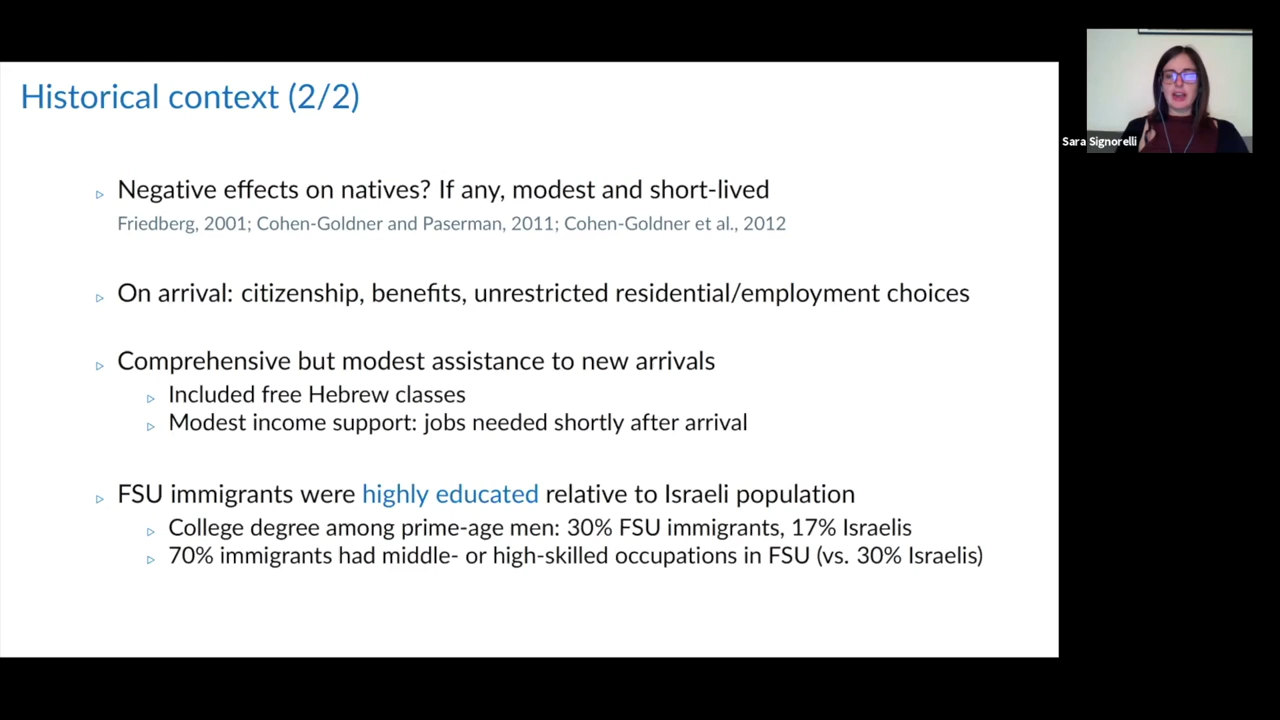 Historical context (2/2)
Sara Signorelli
▹ Negative effects on natives? If any, modest and short-lived
Friedberg, 2001; Cohen-Goldner and Paserman, 2011; Cohen-Goldner et al., 2012
▹ On arrival: citizenship, benefits, unrestricted residential/employment choices
▹ Comprehensive but modest assistance to new arrivals
▹ Included free Hebrew classes
▹ Modest income support: jobs needed shortly after arrival
▹ FSU immigrants were highly educated relative to Israeli population
▹ College degree among prime-age men: 30% FSU immigrants, 17% Israelis
▹ 70% immigrants had middle- or high-skilled occupations in FSU (vs. 30% Israelis)